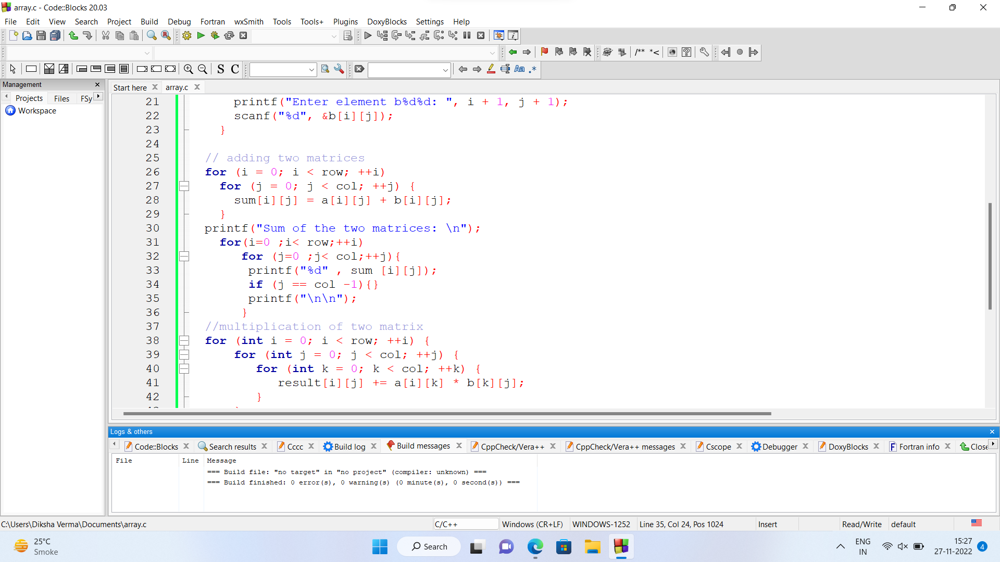 array.c - Code::Blocks 20.03
File Edit View Search Project Build Debug Fortran wxSmith Tools Tools+ Plugins DoxyBlocks Settings Help
/** *<
S C
Aa .*
Management
Projects Files FSy
Workspace
Start here array.c
21 printf("Enter element b%d%d: ", i + 1, j + 1);
22 scanf("%d", &b[i][j]);
23 }
24
25 // adding two matrices
26 for (i = 0; i < row; ++i)
27 for (j = 0; j < col; ++j) {
28 sum[i][j] = a[i][j] + b[i][j];
29 }
30 printf("Sum of the two matrices: \n");
31 for(i=0 ;i< row;++i)
32 for (j=0 ;j< col;++j){
33 printf("%d" , sum [i][j]);
34 if (j == col -1){}
35 printf("\n\n");
36 }
37 //multiplication of two matrix
38 for (int i = 0; i < row; ++i) {
39 for (int j = 0; j < col; ++j) {
40 for (int k = 0; k < col; ++k) {
41 result[i][j] += a[i][k] * b[k][j];
42 }
Logs & others
Code::Blocks Search results Cccc Build log Build messages CppCheck/Vera++ CppCheck/Vera++ messages Cscope Debugger DoxyBlocks Fortran info Close
File Line Message
=== Build file: "no target" in "no project" (compiler: unknown) ===
=== Build finished: 0 error(s), 0 warning(s) (0 minute(s), 0 second(s)) ===
C:\Users\Diksha Verma\Documents\array.c C/C++ Windows (CR+LF) WINDOWS-1252 Line 35, Col 24, Pos 1024 Insert Read/Write default
25°C
Smoke
Search
ENG
IN
15:27
27-11-2022
4